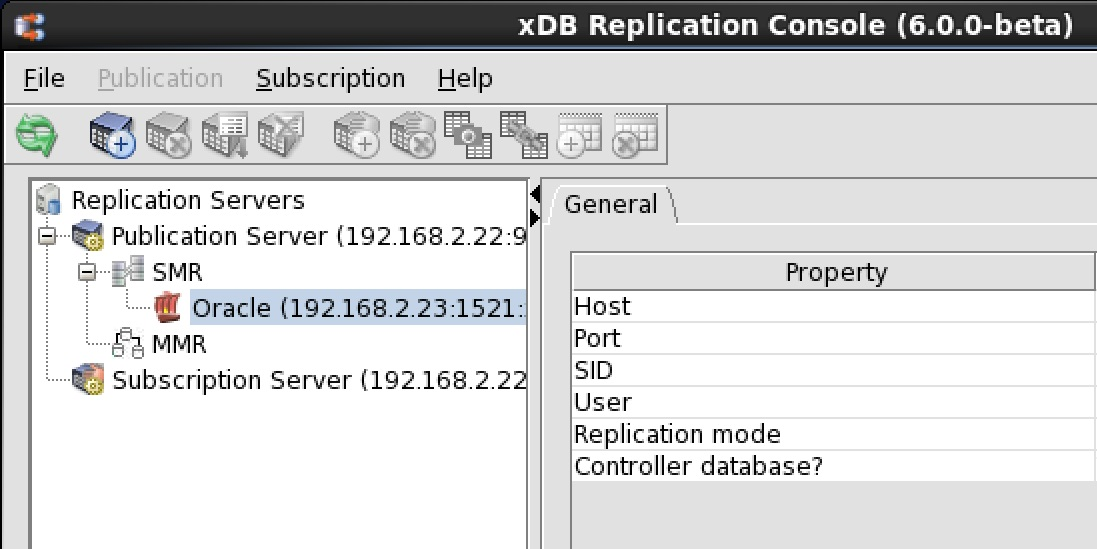 xDB Replication Console (6.0.0-beta)
File Publication Subscription Help
Replication Servers
Publication Server (192.168.2.22:9
SMR
Oracle (192.168.2.23:1521:
MMR
Subscription Server (192.168.2.22
General
Property
Host
Port
SID
User
Replication mode
Controller database?